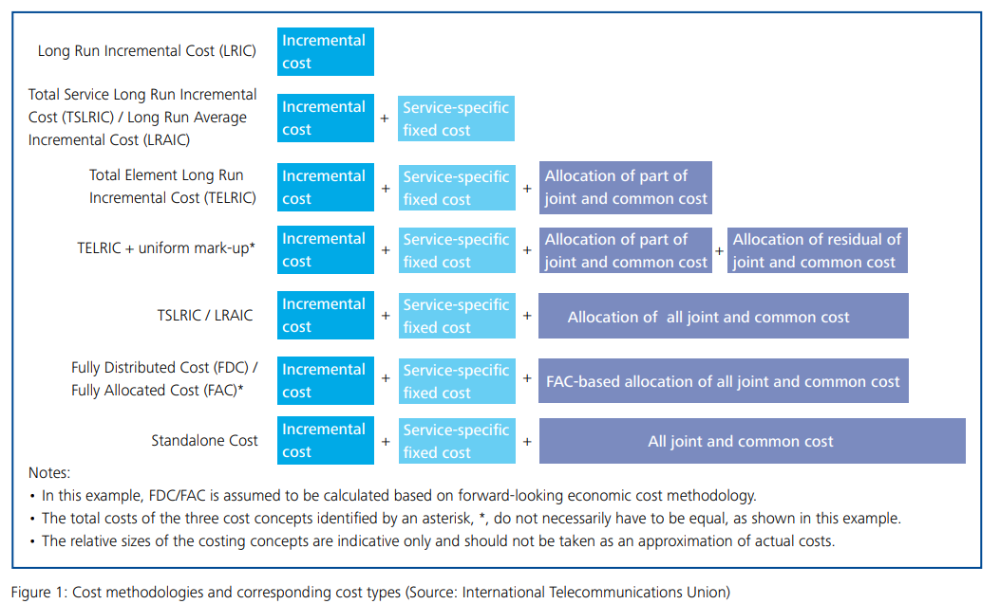 Long Run Incremental Cost (LRIC)
Incremental
cost
Total Service Long Run Incremental
Cost (TSLRIC) / Long Run Average
Incremental Cost (LRAIC)
Incremental
cost
+
Service-specific
fixed cost
Total Element Long Run
Incremental Cost (TELRIC)
Incremental
cost
+
Service-specific
fixed cost
+
Allocation of part of
joint and common cost
TELRIC + uniform mark-up*
Incremental
cost
+
Service-specific
fixed cost
+
Allocation of part of
joint and common cost
+
Allocation of residual of
joint and common cost
TSLRIC / LRAIC
Incremental
cost
+
Service-specific
fixed cost
+
Allocation of all joint and common cost
Fully Distributed Cost (FDC) /
Fully Allocated Cost (FAC)*
Incremental
cost
+
Service-specific
fixed cost
+
FAC-based allocation of all joint and common cost
Standalone Cost
Incremental
cost
+
Service-specific
fixed cost
+
All joint and common cost
Notes:
• In this example, FDC/FAC is assumed to be calculated based on forward-looking economic cost methodology.
• The total costs of the three cost concepts identified by an asterisk, *, do not necessarily have to be equal, as shown in this example.
• The relative sizes of the costing concepts are indicative only and should not be taken as an approximation of actual costs.
Figure 1: Cost methodologies and corresponding cost types (Source: International Telecommunications Union)